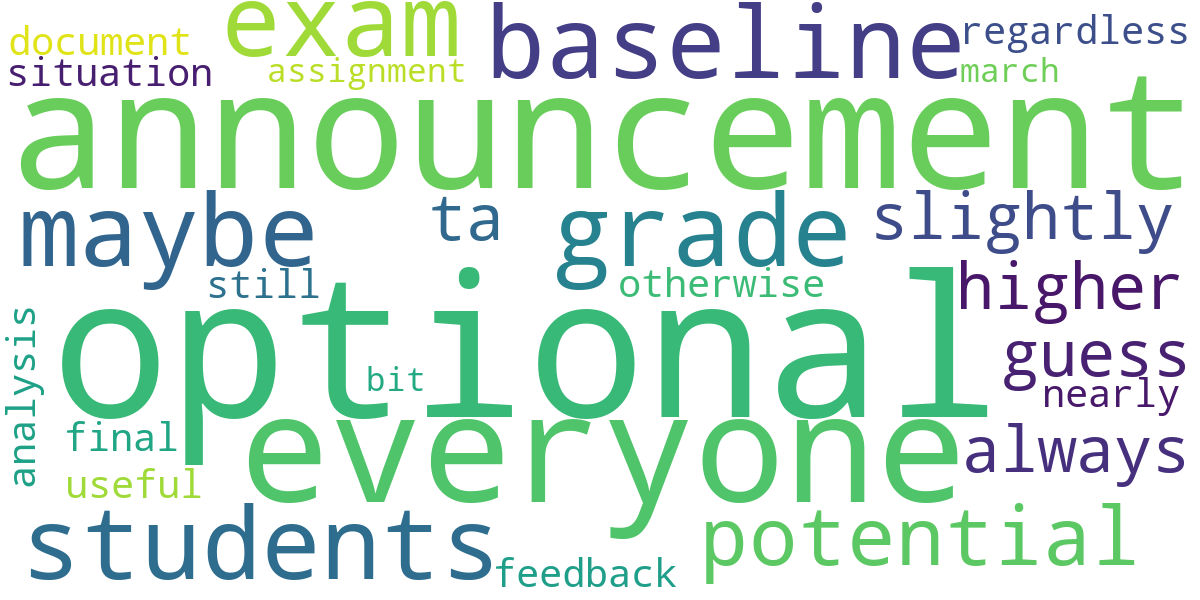 document
exam
baseline
regardless
situation
assignment
march
announcement
maybe
ta
grade
slightly
still
otherwise
higher
optional
analysis
guess
bit
nearly
final
everyone
always
useful
students
potential
feedback